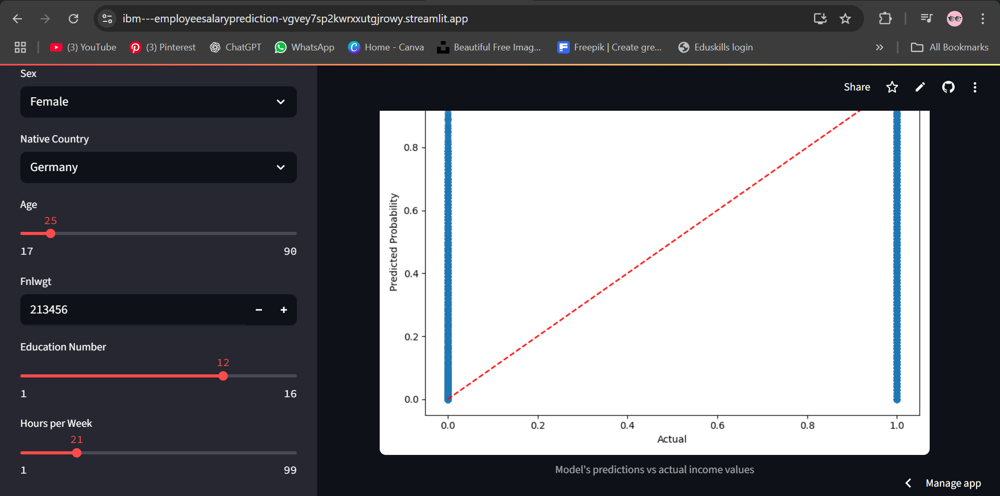 ibm---employeesalaryprediction-vgvey7sp2kwrxxutgjrowy.streamlit.app
(3) YouTube
(3) Pinterest
ChatGPT
WhatsApp
Home - Canva
Beautiful Free Imag...
Freepik | Create gre...
Eduskills login
All Bookmarks
Sex
Female
Native Country
Germany
Age
25
17 90
Fnlwgt
213456
Education Number
12
1 16
Hours per Week
21
1 99
Share
Predicted Probability
0.8
0.6
0.4
0.2
0.0
0.0 0.2 0.4 0.6 0.8 1.0
Actual
Model's predictions vs actual income values
Manage app